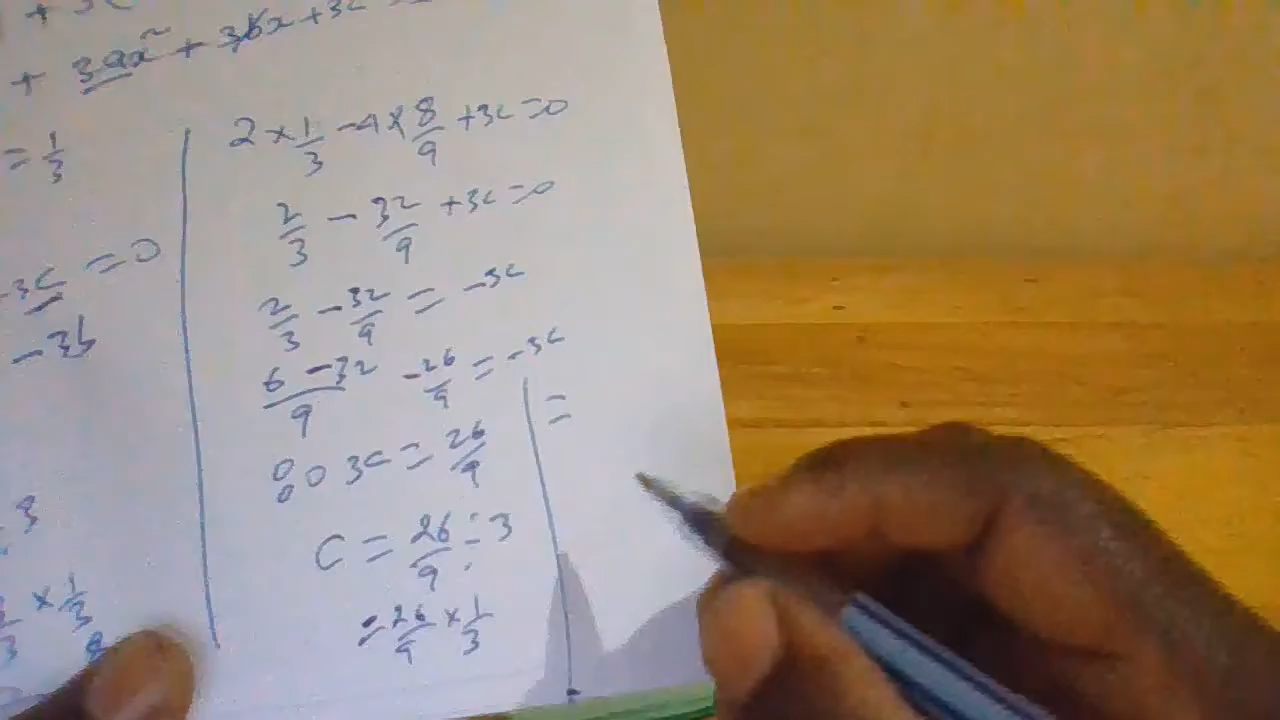 + 3ax² + 3bx + 3c
= 1/3
-3c = 0
-3b
3
× 1/3
8
2 × 1/3 - 4 × 8/9 + 3c = 0
2/3 - 32/9 + 3c = 0
2/3 - 32/9 = -3c
6 - 32/9 -26/9 = -3c
∴ 3c = 26/9
C = 26/9 ÷ 3
= 26/9 × 1/3
=